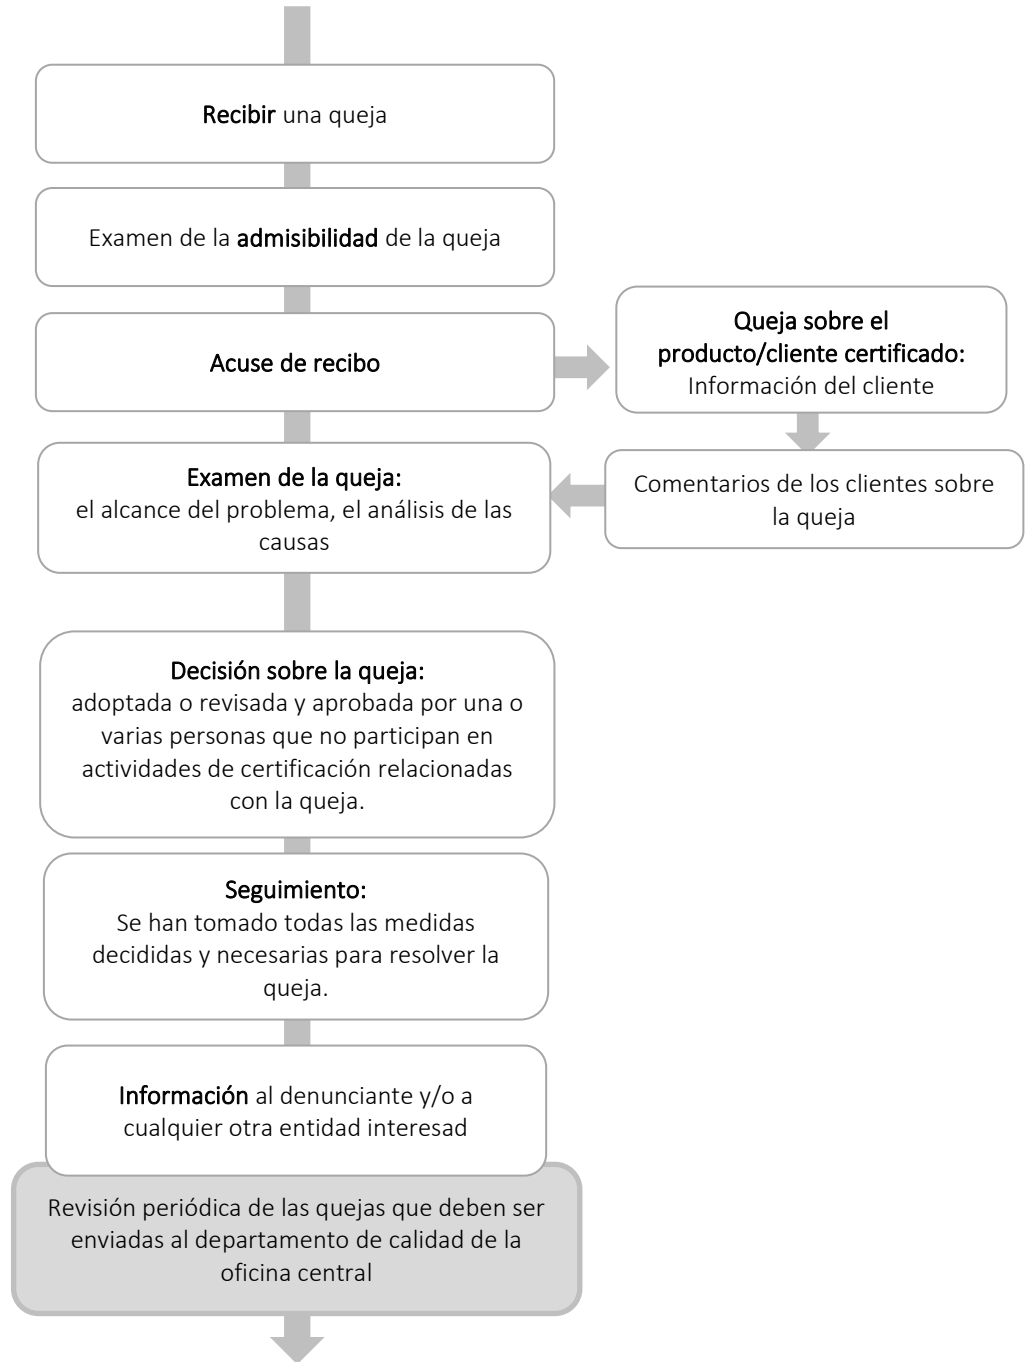 Recibir una queja
Examen de la admisibilidad de la queja
Acuse de recibo
Queja sobre el
producto/cliente certificado:
Información del cliente
Comentarios de los clientes sobre
la queja
Examen de la queja:
el alcance del problema, el análisis de las
causas
Decisión sobre la queja:
adoptada o revisada y aprobada por una o
varias personas que no participan en
actividades de certificación relacionadas
con la queja.
Seguimiento:
Se han tomado todas las medidas
decididas y necesarias para resolver la
queja.
Información al denunciante y/o a
cualquier otra entidad interesad
Revisión periódica de las quejas que deben ser
enviadas al departamento de calidad de la
oficina central